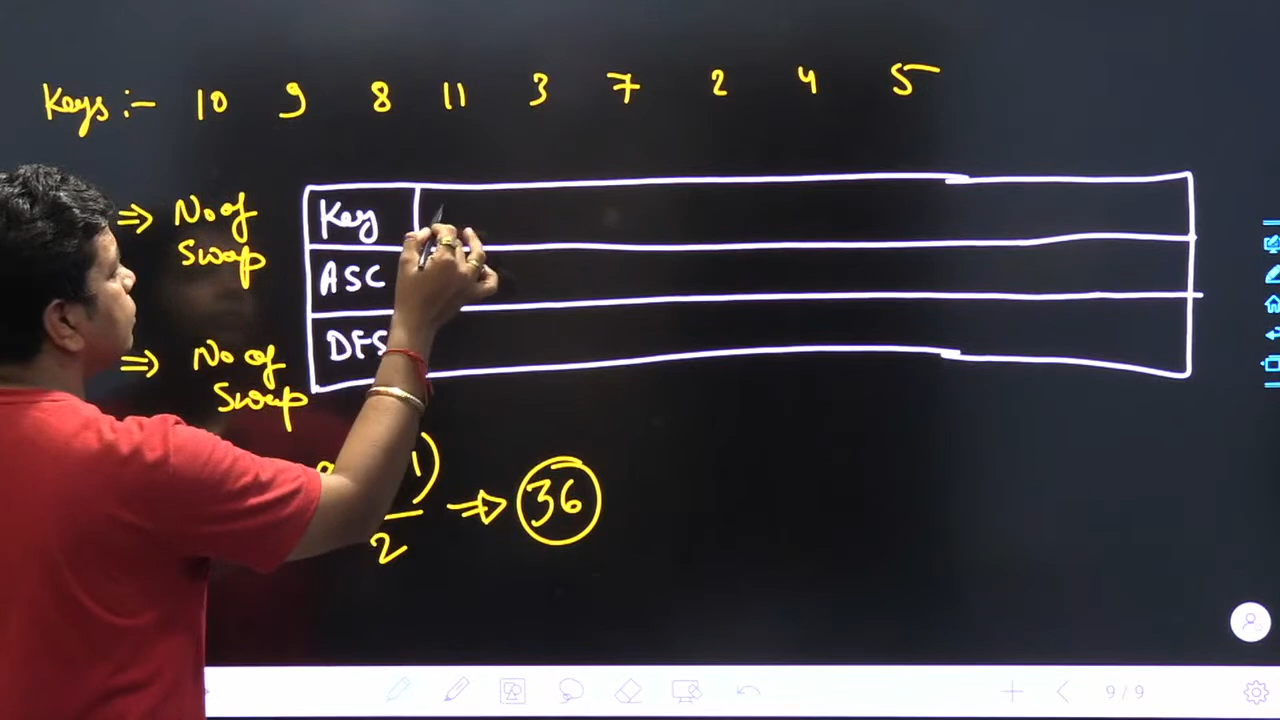 Keys :- 10 9 8 11 3 7 2 4 5
⇒ No of
Swap
Key
ASC
⇒ No of
Swap
DES
1)
2
⇒ 36
9/9